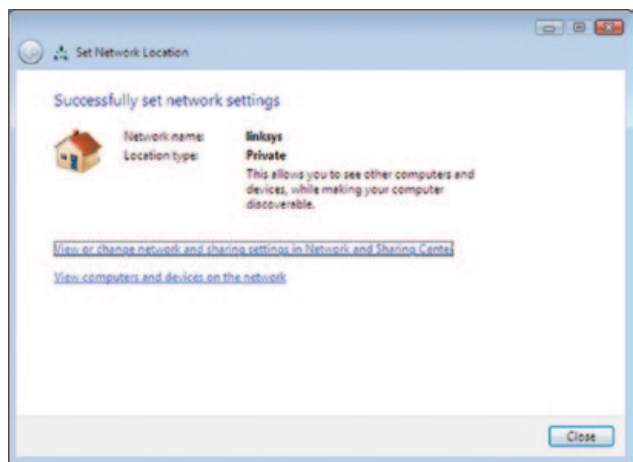 Set Network Location
Successfully set network settings
Network name: linksys
Location type: Private
This allows you to see other computers and
devices, while making your computer
discoverable.
View or change network and sharing settings in Network and Sharing Center
View computers and devices on the network
Close